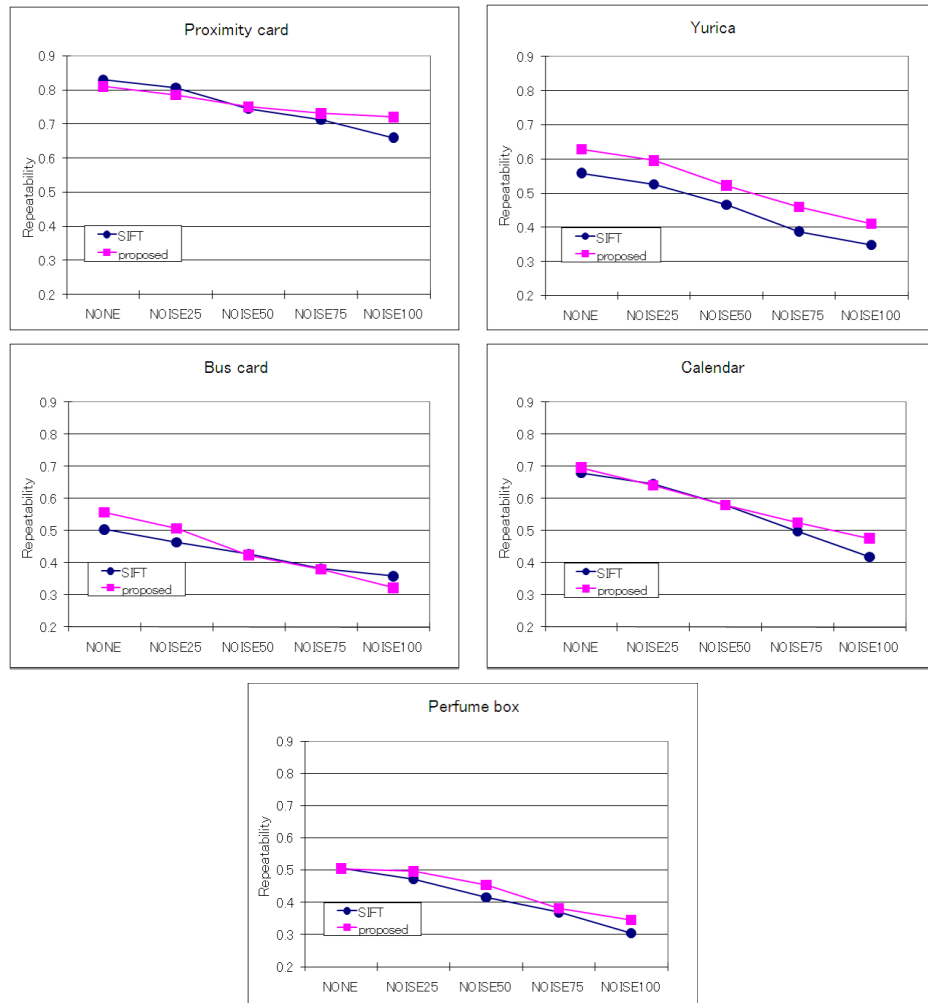 Proximity card
0.9
0.8
0.7
0.6
0.5
0.4
0.3
0.2
Repeatability
SIFT
proposed
NONE NOISE25 NOISE50 NOISE75 NOISE100
Yurica
0.9
0.8
0.7
0.6
0.5
0.4
0.3
0.2
Repeatability
SIFT
proposed
NONE NOISE25 NOISE50 NOISE75 NOISE100
Bus card
0.9
0.8
0.7
0.6
0.5
0.4
0.3
0.2
Repeatability
SIFT
proposed
NONE NOISE25 NOISE50 NOISE75 NOISE100
Calendar
0.9
0.8
0.7
0.6
0.5
0.4
0.3
0.2
Repeatability
SIFT
proposed
NONE NOISE25 NOISE50 NOISE75 NOISE100
Perfume box
0.9
0.8
0.7
0.6
0.5
0.4
0.3
0.2
Repeatability
SIFT
proposed
NONE NOISE25 NOISE50 NOISE75 NOISE100